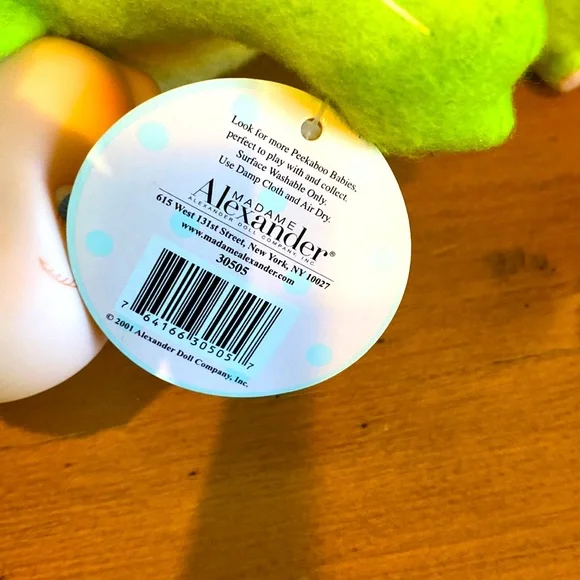 Look for more Peekaboo Babies,
perfect to play with and collect.
Surface Washable Only.
Use Damp Cloth and Air Dry.
MADAME
Alexander®
ALEXANDER DOLL COMPANY, INC.
615 West 131st Street, New York, NY 10027
www.madamealexander.com
30505
7 64166 30505 7
© 2001 Alexander Doll Company, Inc.